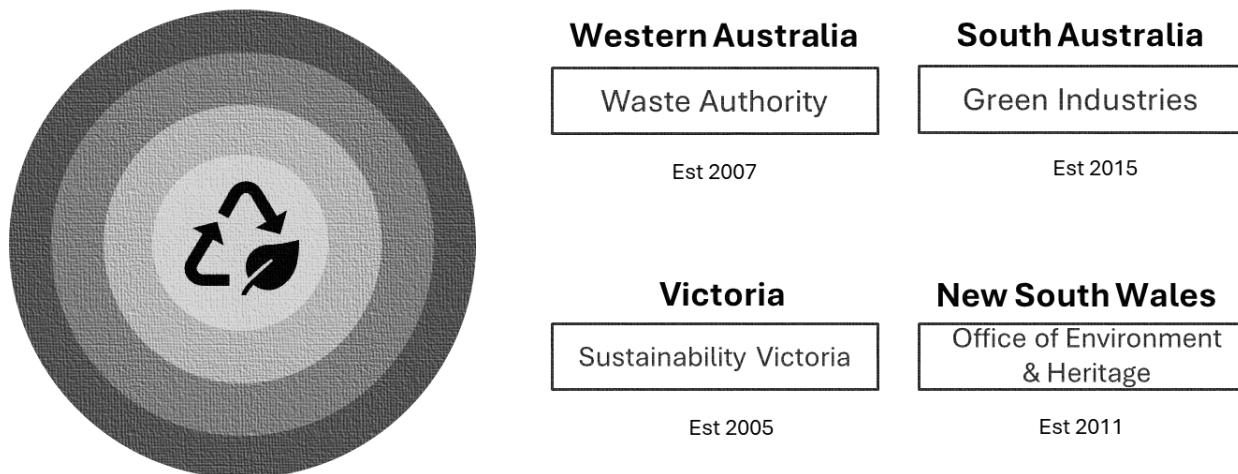 Western Australia
Waste Authority
Est 2007
South Australia
Green Industries
Est 2015
Victoria
Sustainability Victoria
Est 2005
New South Wales
Office of Environment
& Heritage
Est 2011